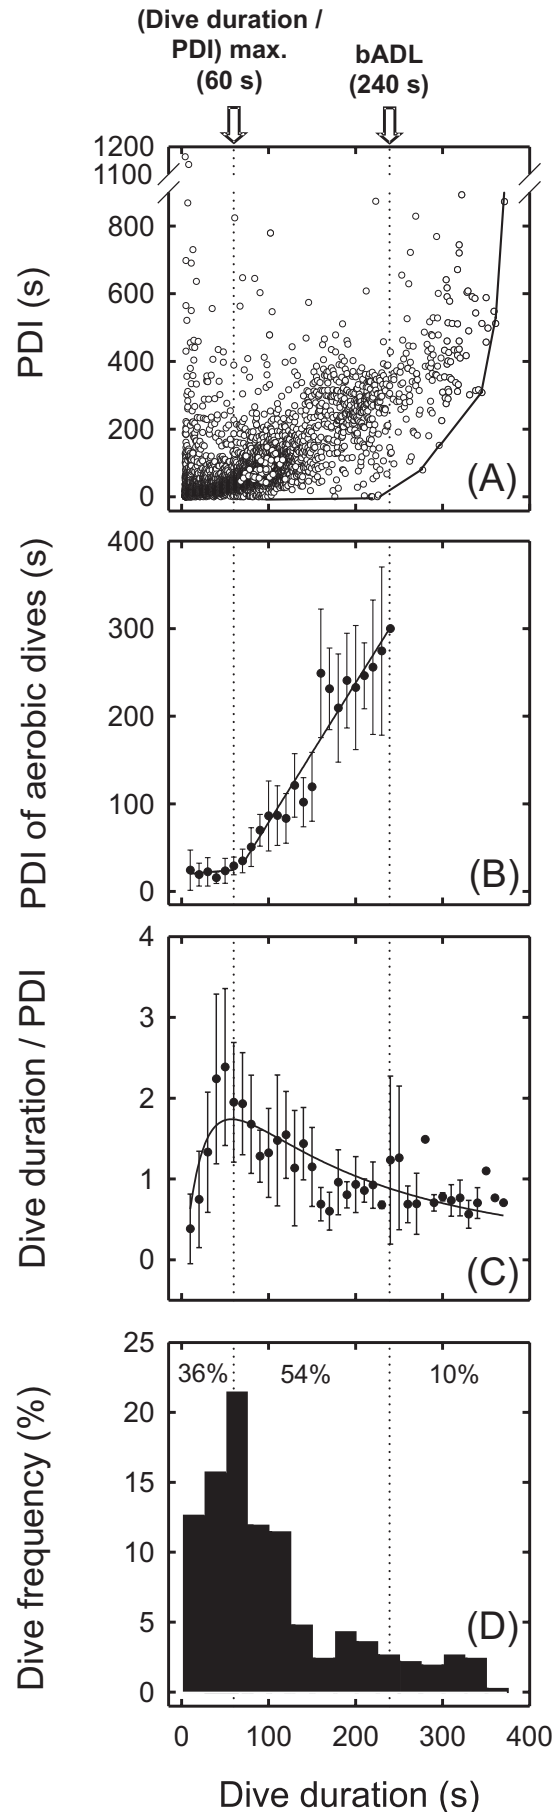 (Dive duration /
PDI) max.
(60 s)
bADL
(240 s)
1200
1100
800
600
400
200
0
PDI (s)
(A)
400
300
200
100
0
PDI of aerobic dives (s)
(B)
4
3
2
1
0
Dive duration / PDI
(C)
25
20
15
10
5
0
Dive frequency (%)
36%
54%
10%
(D)
0
100
200
300
400
Dive duration (s)